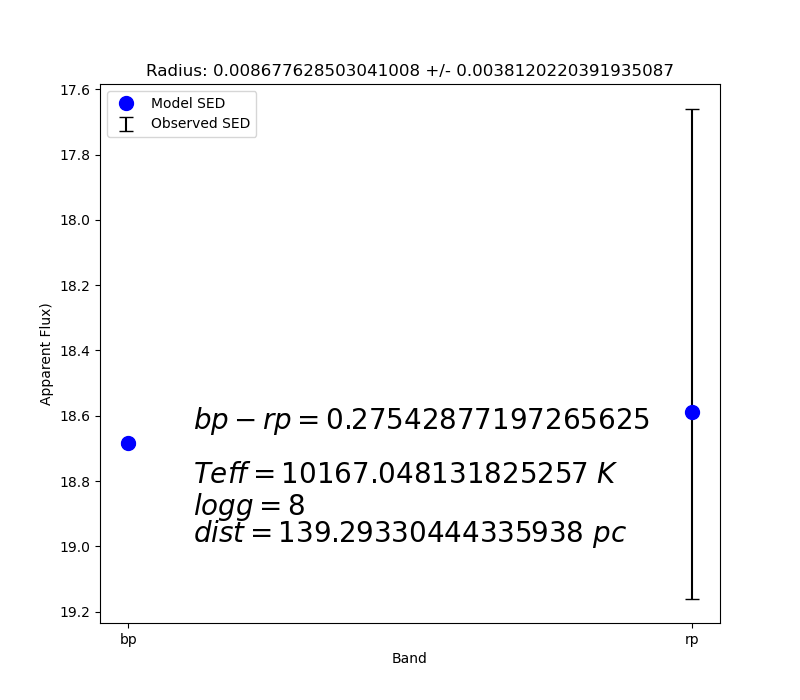 Radius: 0.008677628503041008 +/- 0.0038120220391935087
17.6
17.8
18.0
18.2
18.4
18.6
18.8
19.0
19.2
Apparent Flux)
Model SED
Observed SED
bp − rp = 0.27542877197265625
Teff = 10167.048131825257 K
logg = 8
dist = 139.29330444335938 pc
bp
rp
Band